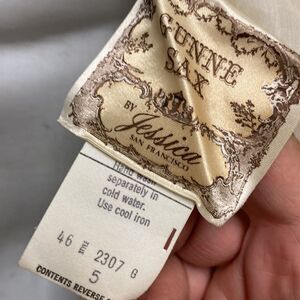 GUNNE
SAX
BY
Jessica
SAN FRANCISCO
Hand wash
separately in
cold water.
Use cool iron
46 2307 B
5
CONTENTS REVERSE